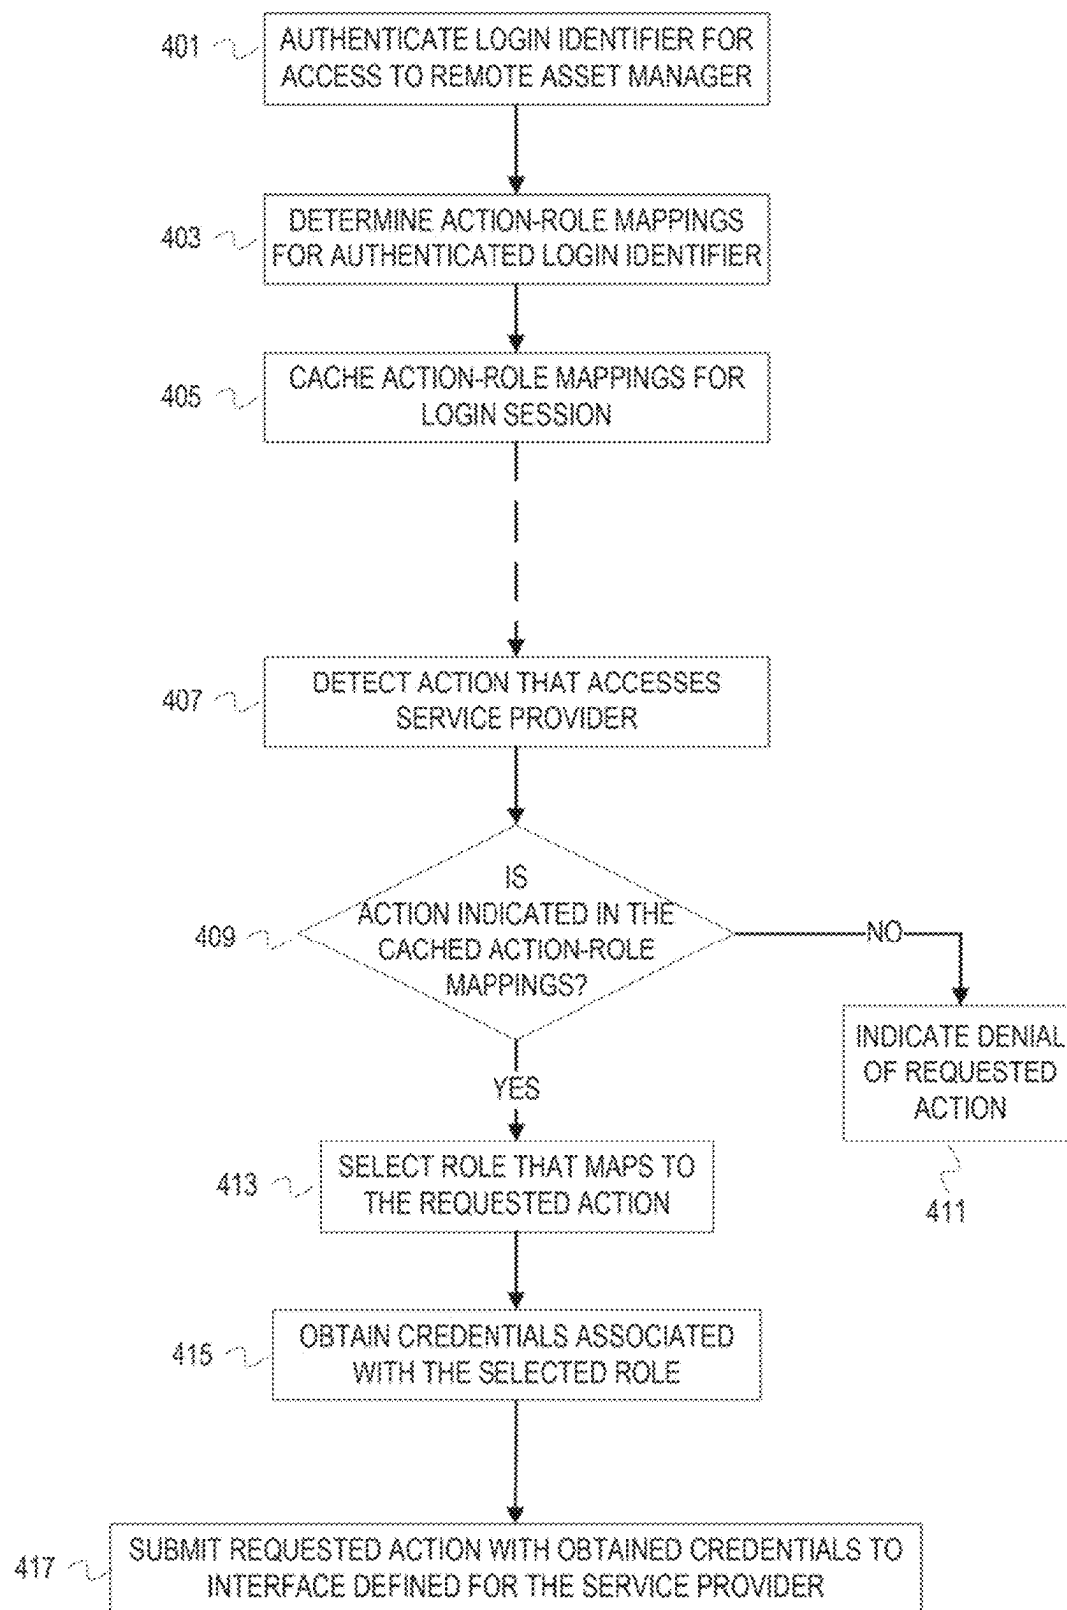 401
AUTHENTICATE LOGIN IDENTIFIER FOR
ACCESS TO REMOTE ASSET MANAGER
403
DETERMINE ACTION-ROLE MAPPINGS
FOR AUTHENTICATED LOGIN IDENTIFIER
405
CACHE ACTION-ROLE MAPPINGS FOR
LOGIN SESSION
407
DETECT ACTION THAT ACCESSES
SERVICE PROVIDER
409
IS
ACTION INDICATED IN THE
CACHED ACTION-ROLE
MAPPINGS?
NO
INDICATE DENIAL
OF REQUESTED
ACTION
411
YES
413
SELECT ROLE THAT MAPS TO
THE REQUESTED ACTION
415
OBTAIN CREDENTIALS ASSOCIATED
WITH THE SELECTED ROLE
417
SUBMIT REQUESTED ACTION WITH OBTAINED CREDENTIALS TO
INTERFACE DEFINED FOR THE SERVICE PROVIDER